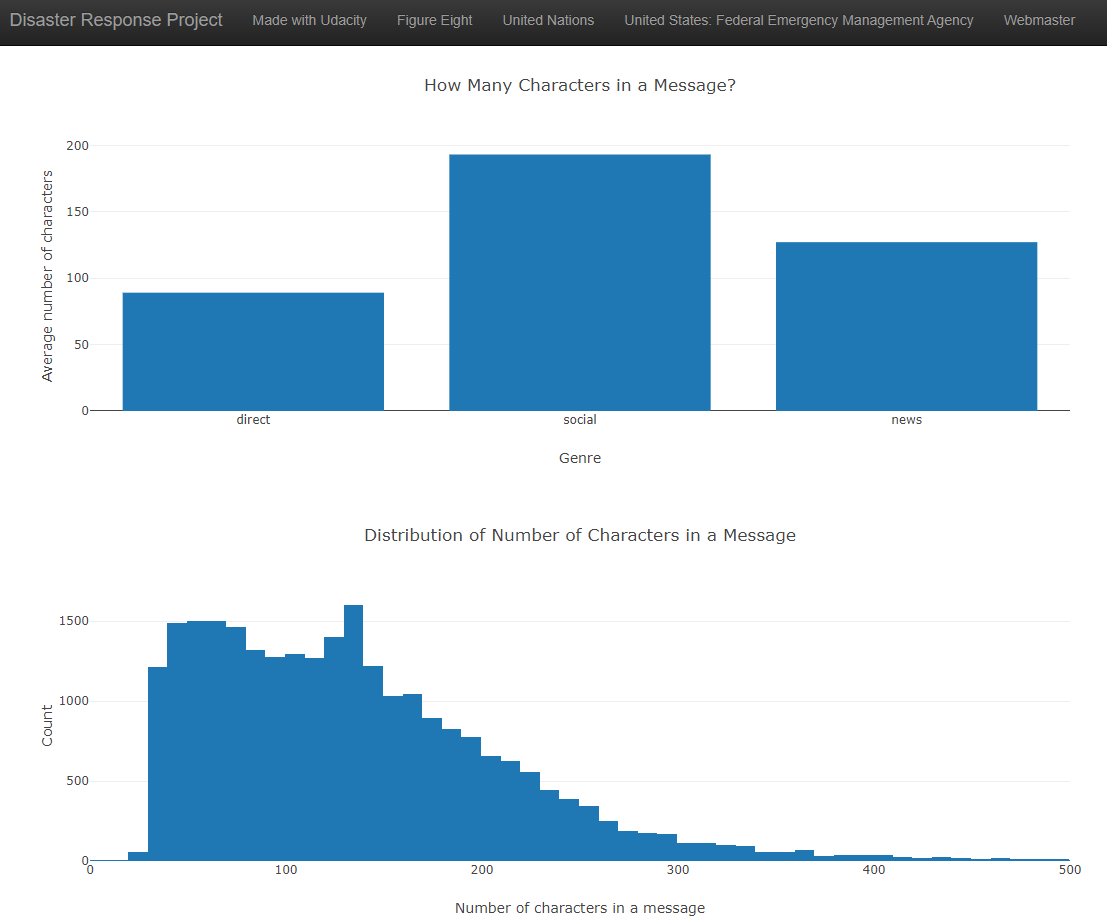 Disaster Response Project Made with Udacity Figure Eight United Nations United States: Federal Emergency Management Agency Webmaster
How Many Characters in a Message?
Average number of characters
200
150
100
50
0
direct social news
Genre
Distribution of Number of Characters in a Message
Count
1500
1000
500
0
0 100 200 300 400 500
Number of characters in a message